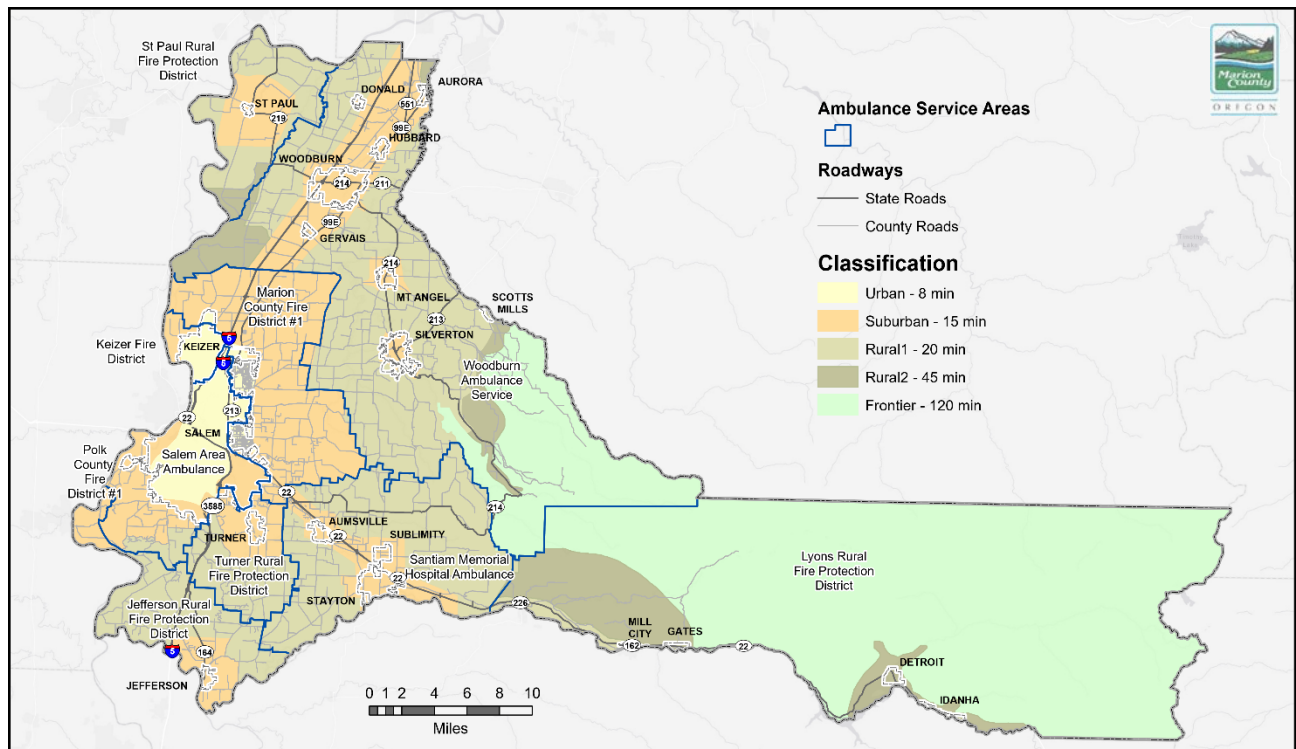 St Paul Rural
Fire Protection
District
ST PAUL
219
DONALD
AURORA
551
99E
HUBBARD
WOODBURN
214
211
99E
GERVAIS
214
MT ANGEL
213
SILVERTON
SCOTTS
MILLS
Woodburn
Ambulance
Service
Marion
County Fire
District #1
Keizer Fire
District
KEIZER
5
5
22
213
SALEM
Salem Area
Ambulance
Polk
County
Fire
District #1
3585
22
214
TURNER
Turner Rural
Fire Protection
District
AUMSVILLE
22
SUBLIMITY
Santiam Memorial
Hospital Ambulance
22
STAYTON
Jefferson Rural
Fire Protection
District
5
164
JEFFERSON
226
MILL
CITY
162
GATES
22
Lyons Rural
Fire Protection
District
DETROIT
IDANHA
0 1 2 4 6 8 10
Miles
Marion
County
OREGON
Ambulance Service Areas
Roadways
State Roads
County Roads
Classification
Urban - 8 min
Suburban - 15 min
Rural1 - 20 min
Rural2 - 45 min
Frontier - 120 min